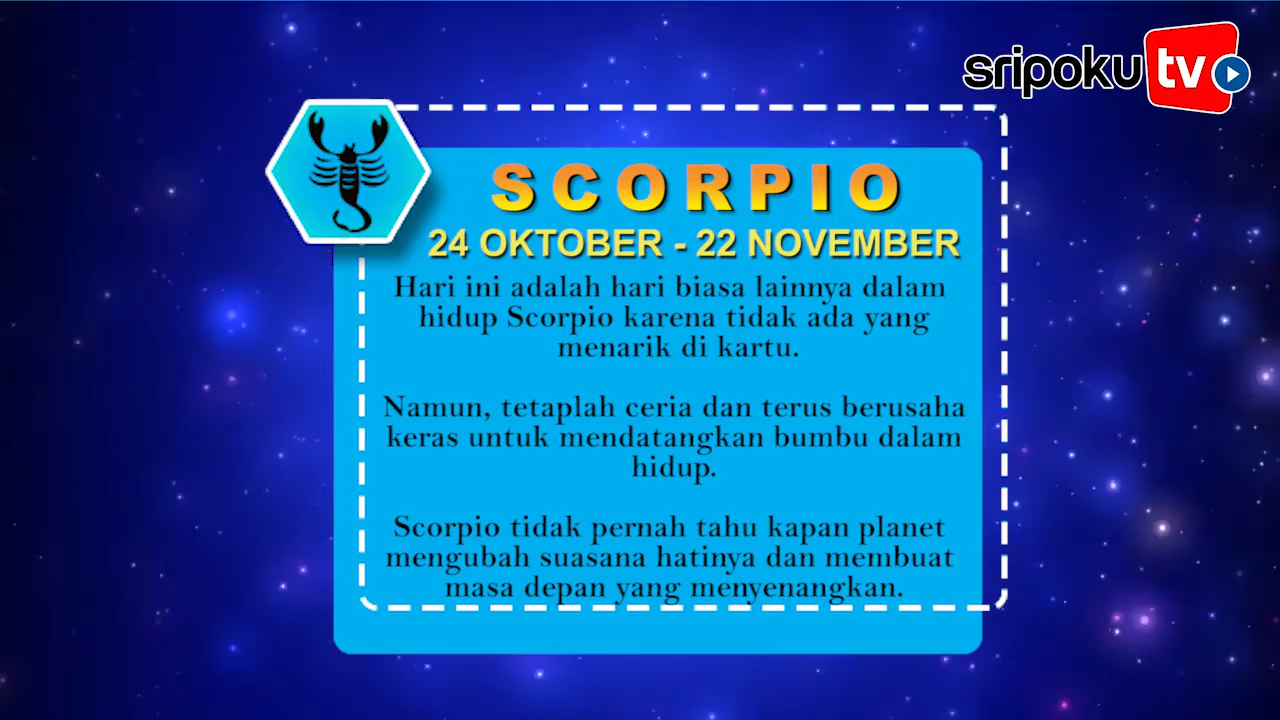 sripoku tv
SCORPIO
24 OKTOBER - 22 NOVEMBER
Hari ini adalah hari biasa lainnya dalam
hidup Scorpio karena tidak ada yang
menarik di kartu.
Namun, tetaplah ceria dan terus berusaha
keras untuk mendatangkan bumbu dalam
hidup.
Scorpio tidak pernah tahu kapan planet
mengubah suasana hatinya dan membuat
masa depan yang menyenangkan.